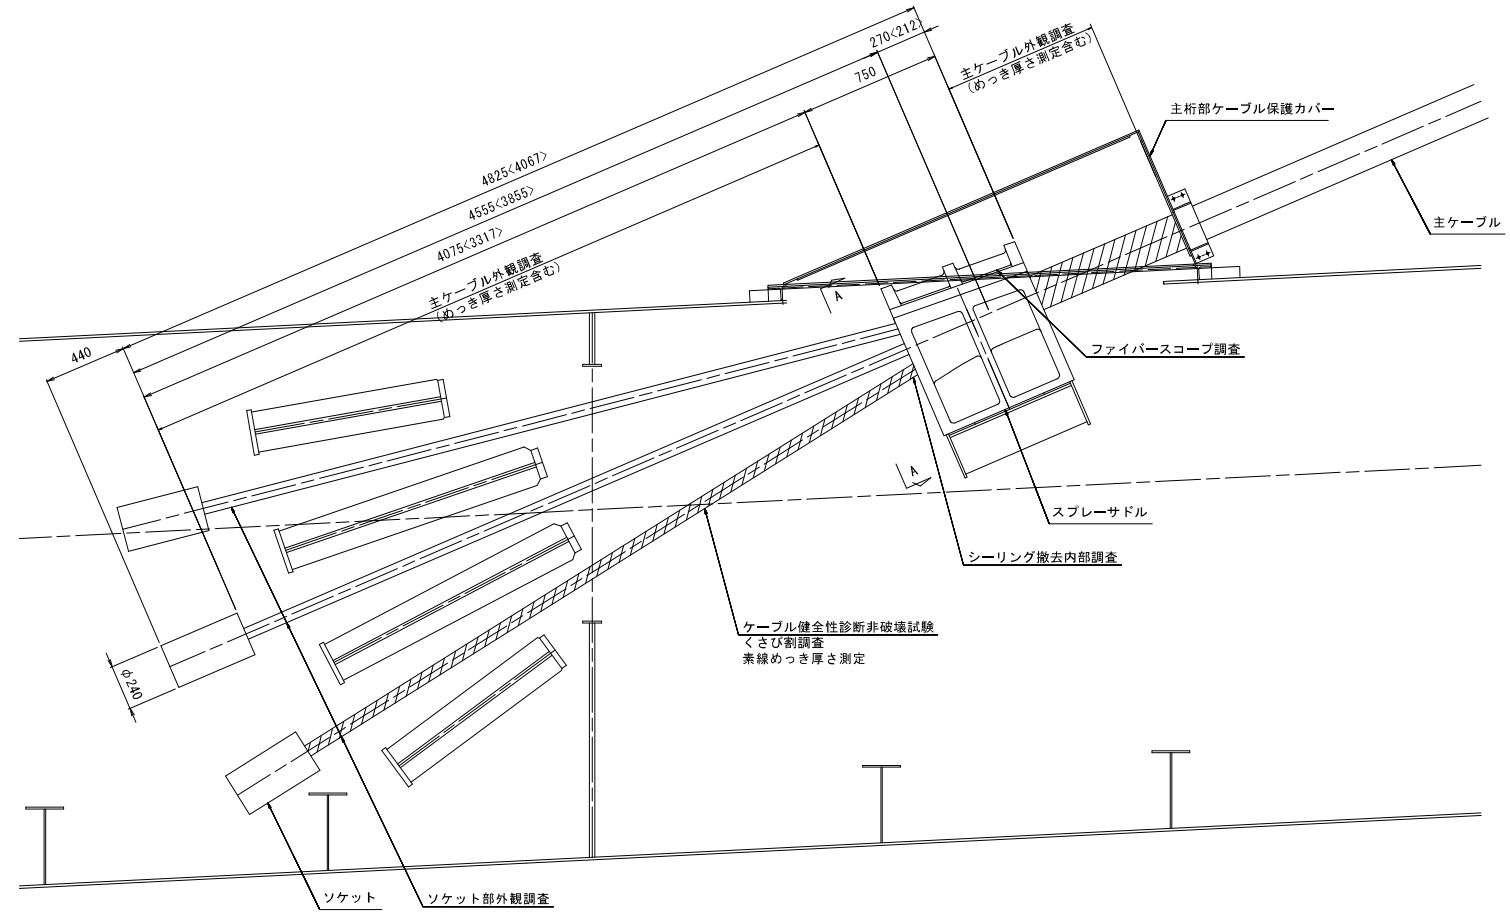 270<212>
750
主ケーブル外観調査
(めっき厚さ測定含む)
主桁部ケーブル保護カバー
4825<4067>
4555<3855>
4075<3317>
主ケーブル外観調査
(めっき厚さ測定含む)
主ケーブル
A
440
ファイバースコープ調査
A
スプレーサドル
シーリング撤去内部調査
ケーブル健全性診断非破壊試験
くさび割調査
素線めっき厚さ測定
φ240
ソケット
ソケット部外観調査